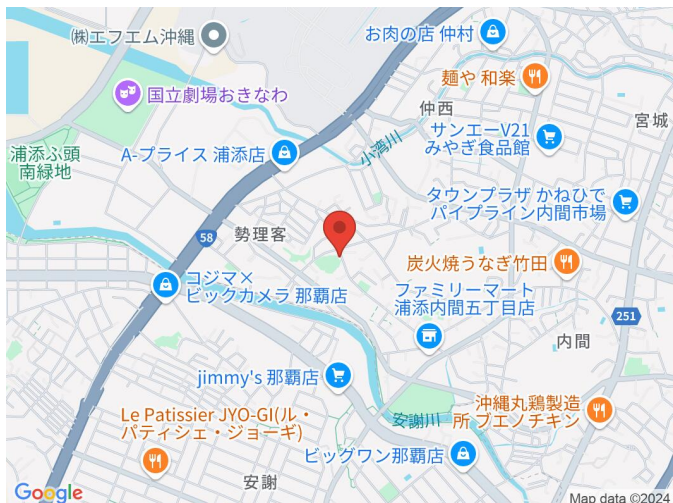 (株)エフエム沖縄
お肉の店 仲村
麺や 和楽
国立劇場おきなわ
仲西
宮城
サンエーV21
みやぎ食品館
小湾川
浦添ふ頭
南緑地
A-プライス 浦添店
タウンプラザ かねひで
パイプライン内間市場
58
勢理客
炭火焼うなぎ竹田
コジマ×
ビックカメラ 那覇店
ファミリーマート
浦添内間五丁目店
251
内間
jimmy's 那覇店
Le Patissier JYO-GI(ル・
パティシェ・ジョーギ)
安謝川
沖縄丸鶏製造
所 ブエノチキン
ビッグワン那覇店
安謝
Google
Map data ©2024